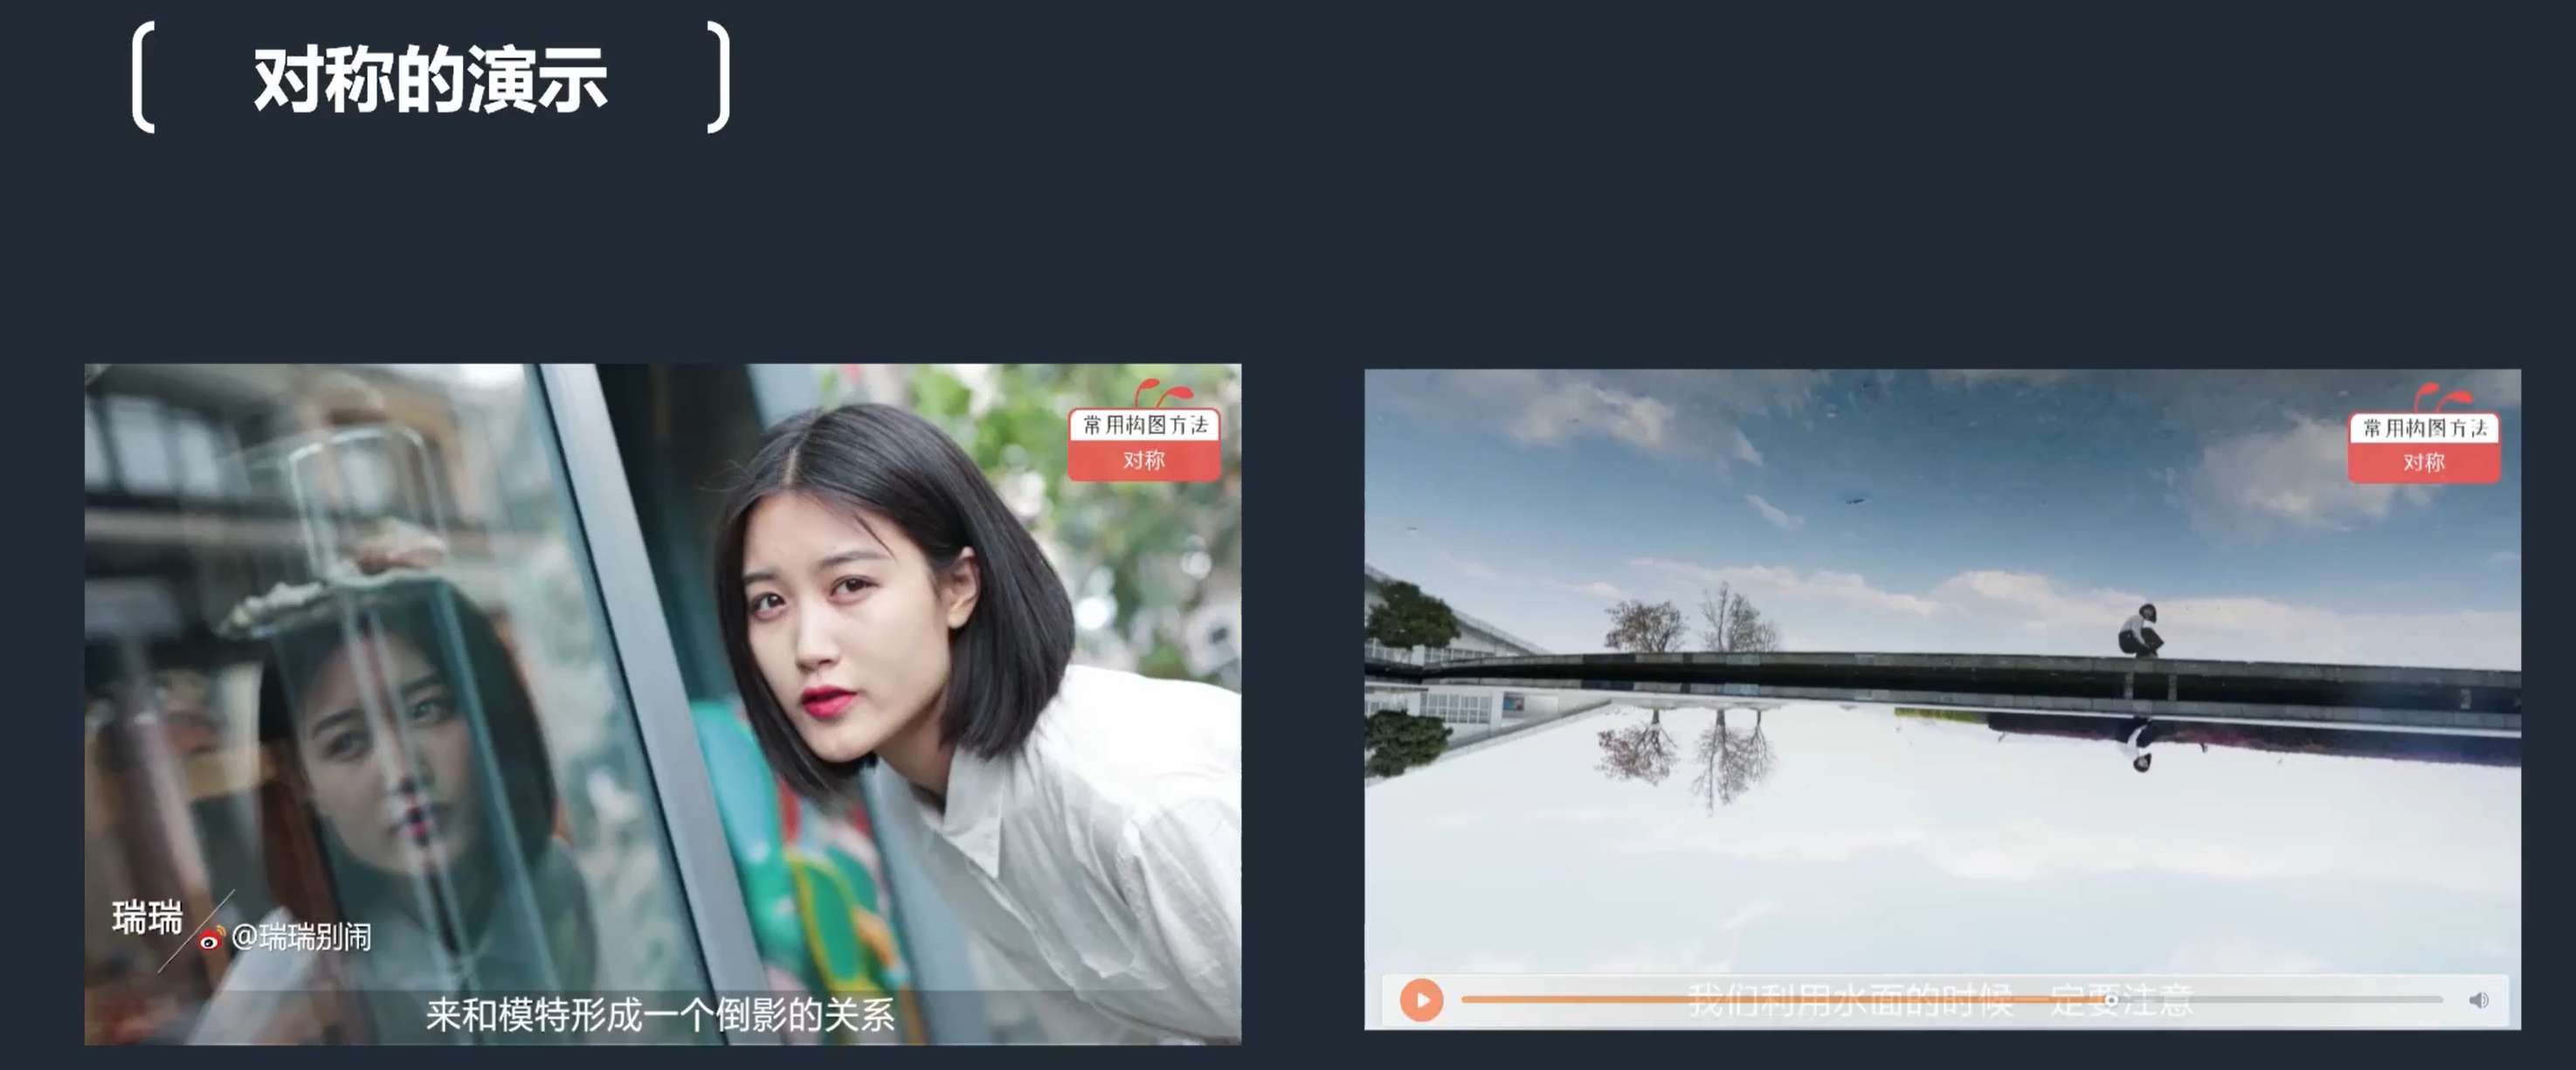 对称的演示
常用构图方法
对称
瑞瑞
@瑞瑞别闹
来和模特形成一个倒影的关系
常用构图方法
对称
我们利用水面的时候一定要注意